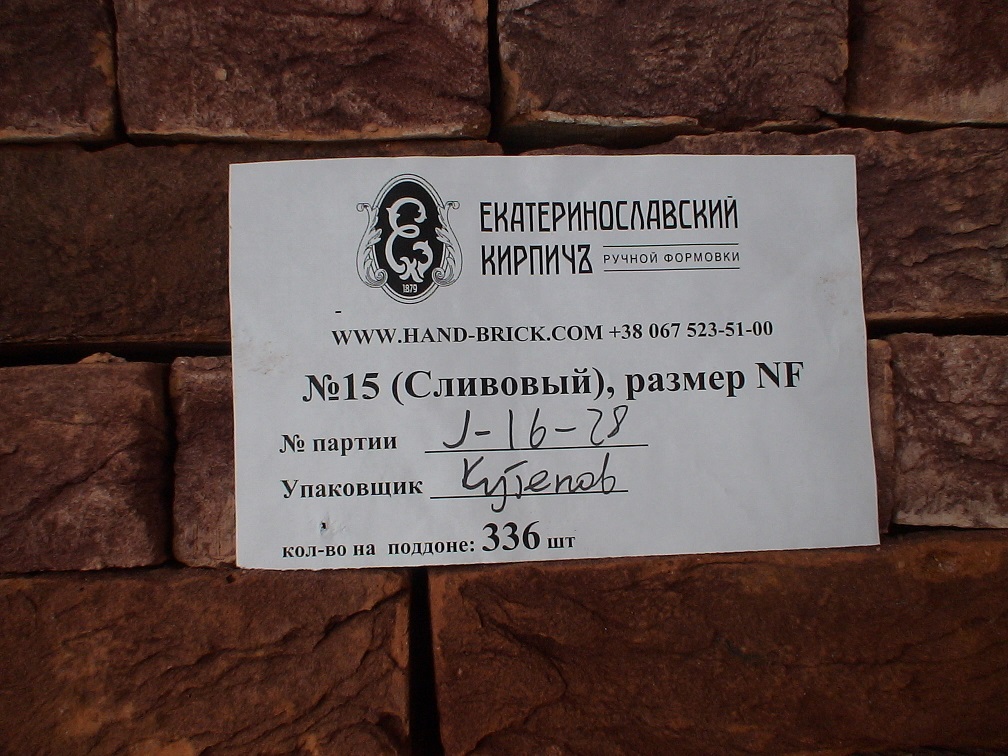 ЕКАТЕРИНОСЛАВСКИЙ
КИРПИЧЪ РУЧНОЙ ФОРМОВКИ
1879
WWW.HAND-BRICK.COM +38 067 523-51-00
№15 (Сливовый), размер NF
№ партии J-16-28
Упаковщик Кутепов
кол-во на поддоне: 336 шт